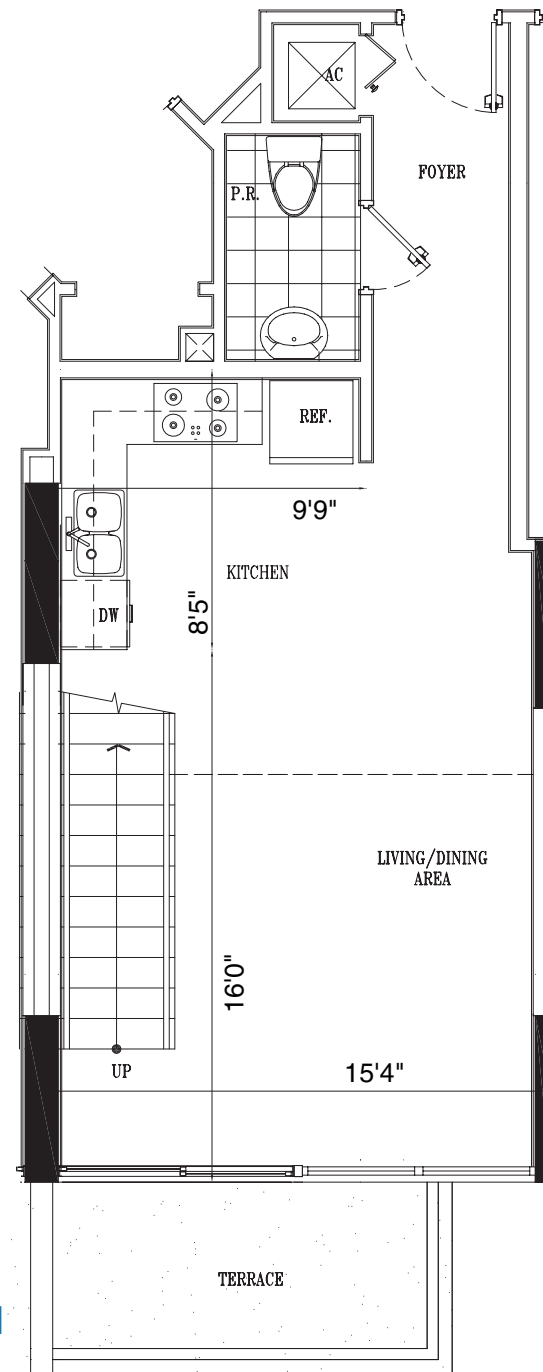 AC
FOYER
P.R.
REF.
9'9"
KITCHEN
DW
8'5"
LIVING/DINING
AREA
16'0"
UP
15'4"
TERRACE